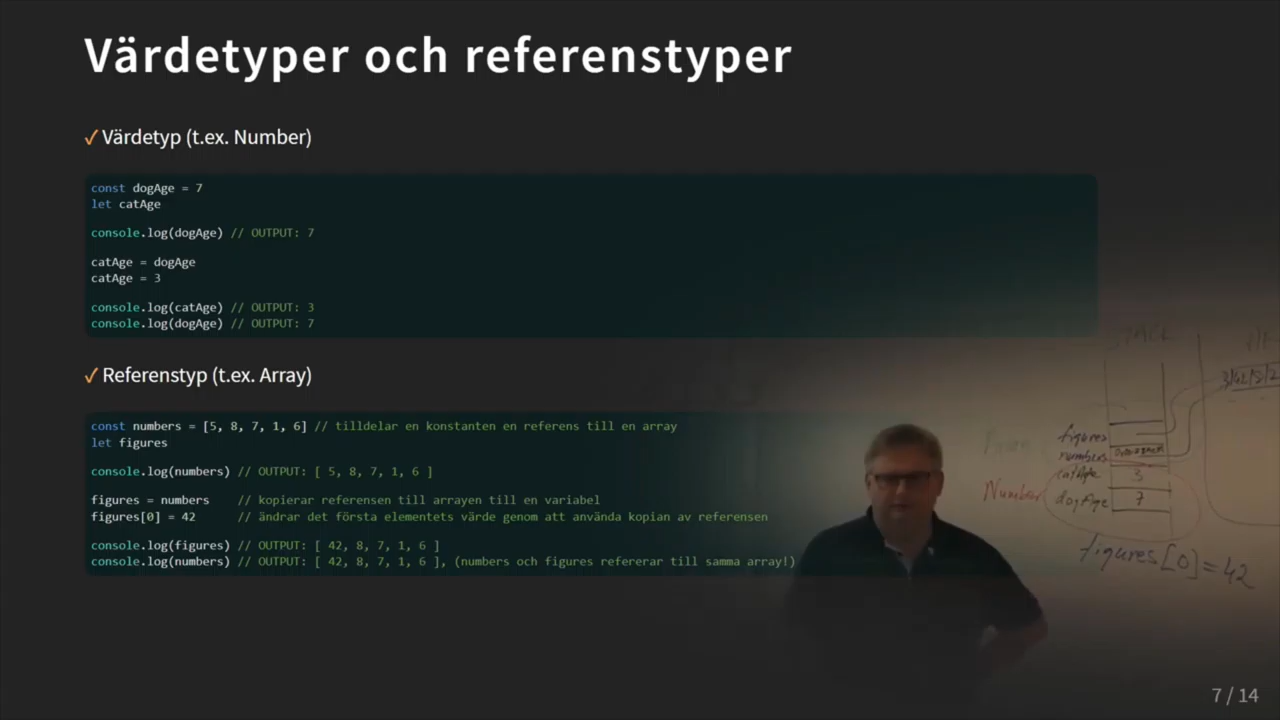 Värdetyper och referenstyper
✓ Värdetyp (t.ex. Number)
const dogAge = 7
let catAge
console.log(dogAge) // OUTPUT: 7
catAge = dogAge
catAge = 3
console.log(catAge) // OUTPUT: 3
console.log(dogAge) // OUTPUT: 7
✓ Referenstyp (t.ex. Array)
const numbers = [5, 8, 7, 1, 6] // tilldelar en konstanten en referens till en array
let figures
console.log(numbers) // OUTPUT: [ 5, 8, 7, 1, 6 ]
figures = numbers // kopierar referensen till arrayen till en variabel
figures[0] = 42 // ändrar det första elementets värde genom att använda kopian av referensen
console.log(figures) // OUTPUT: [ 42, 8, 7, 1, 6 ]
console.log(numbers) // OUTPUT: [ 42, 8, 7, 1, 6 ], (numbers och figures refererar till samma array!)
figures
numbers
catAge 3
Number dogAge 7
figures[0] = 42
7 / 14